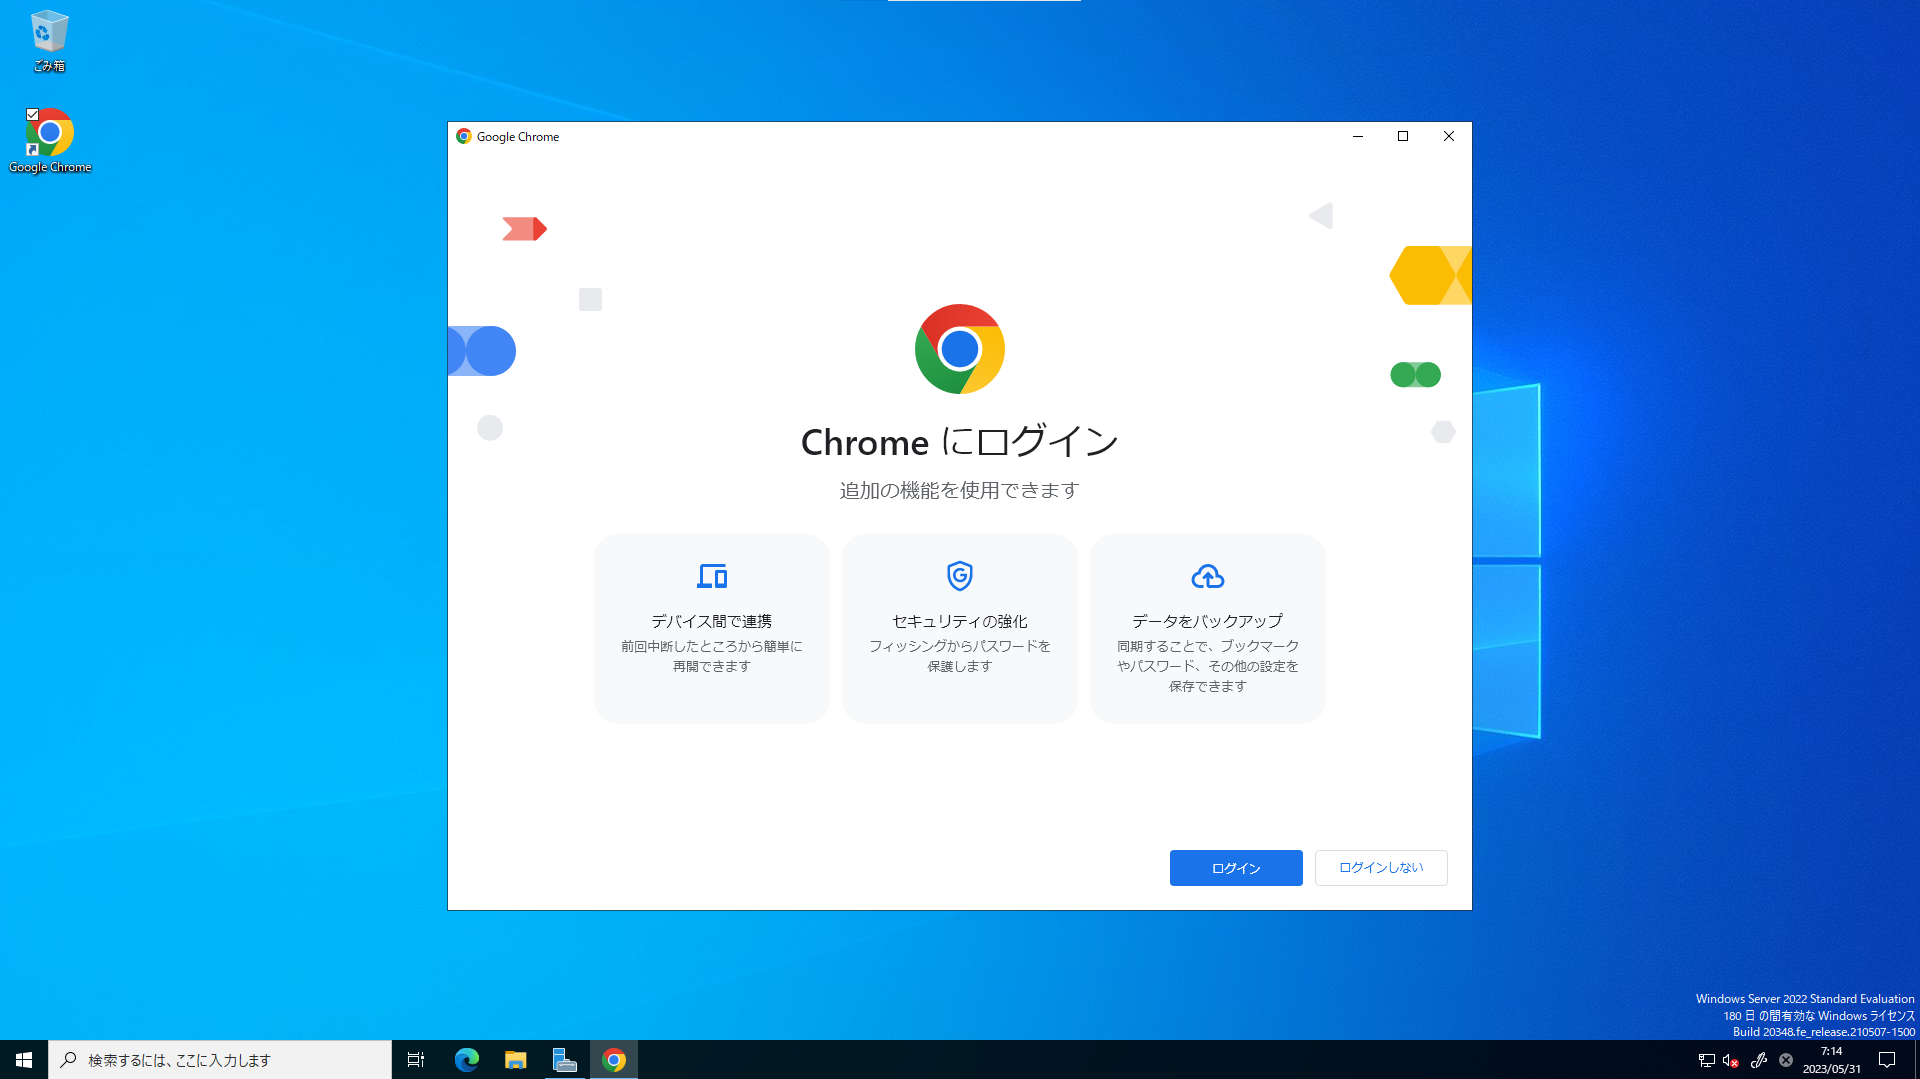 ごみ箱
Google Chrome
Google Chrome
Chrome にログイン
追加の機能を使用できます
デバイス間で連携
前回中断したところから簡単に
再開できます
セキュリティの強化
フィッシングからパスワードを
保護します
データをバックアップ
同期することで、ブックマーク
やパスワード、その他の設定を
保存できます
ログイン
ログインしない
Windows Server 2022 Standard Evaluation
180 日 の間有効な Windows ライセンス
Build 20348.fe_release.210507-1500
検索するには、ここに入力します
7:14
2023/05/31